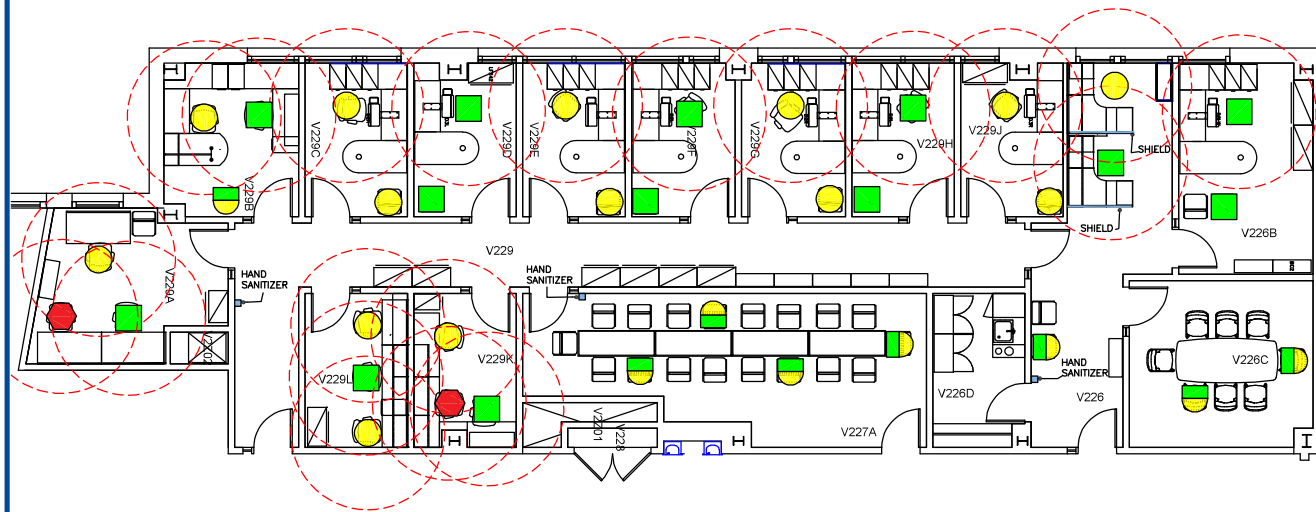 V229C
V229D
V229E
V229F
V229G
V229H
V229J
SHIELD
V229B
SHIELD
V226B
V229
HAND
SANITIZER
HAND
SANITIZER
V229A
V229K
V229L
V226C
HAND
SANITIZER
V226D
V226
V227A
V2201
V228